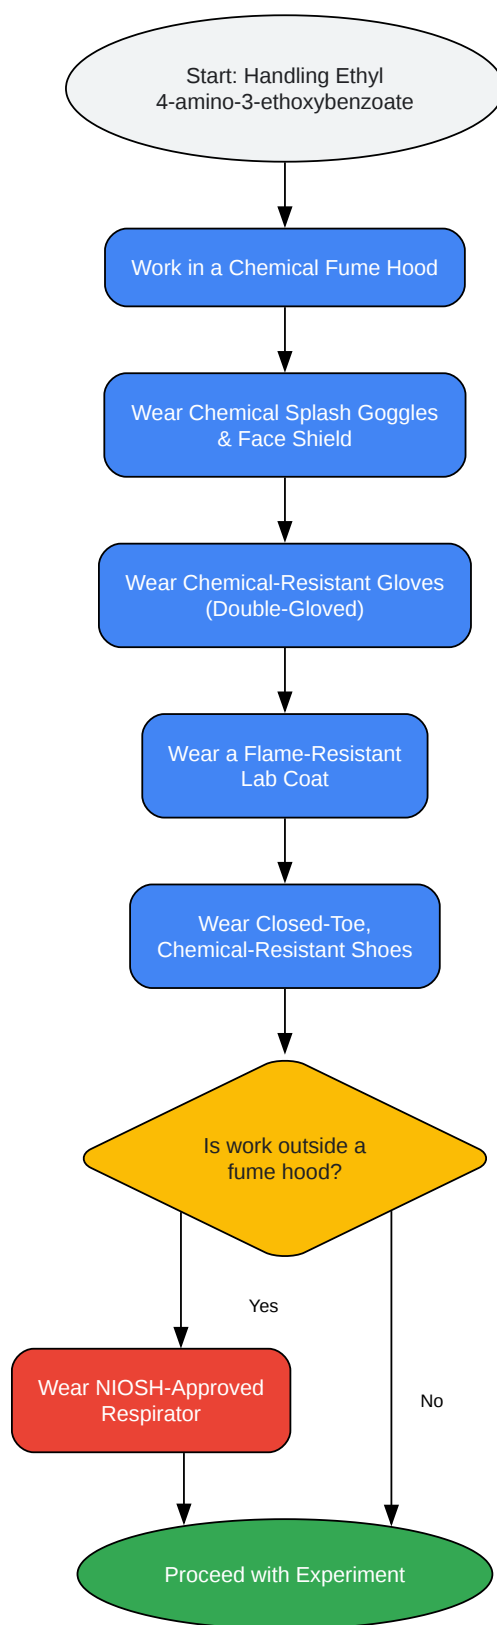 Start: Handling Ethyl
4-amino-3-ethoxybenzoate
Work in a Chemical Fume Hood
Wear Chemical Splash Goggles
& Face Shield
Wear Chemical-Resistant Gloves
(Double-Gloved)
Wear a Flame-Resistant
Lab Coat
Wear Closed-Toe,
Chemical-Resistant Shoes
Is work outside a
fume hood?
Yes
Wear NIOSH-Approved
Respirator
No
Proceed with Experiment